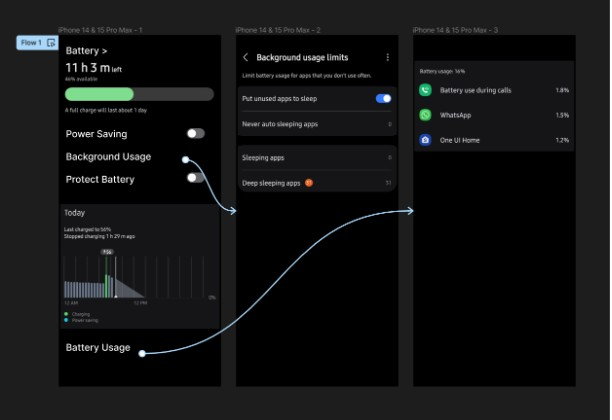 iPhone 14 & 15 Pro Max - 1
iPhone 14 & 15 Pro Max - 2
iPhone 14 & 15 Pro Max - 3
Flow 1
Battery >
11 h 3 m left
46% available
A full charge will last about 1 day
Power Saving
Background Usage
Protect Battery
Today
Last charged to 56%
Stopped charging 1 h 29 m ago
12 AM
12 PM
0%
Charging
Power saving
Battery Usage
Background usage limits
Limit battery usage for apps that you don't use often.
Put unused apps to sleep
Never auto sleeping apps
0
Sleeping apps
0
Deep sleeping apps
Battery usage: 16%
Battery use during calls 1.8%
WhatsApp 1.5%
One UI Home 1.2%